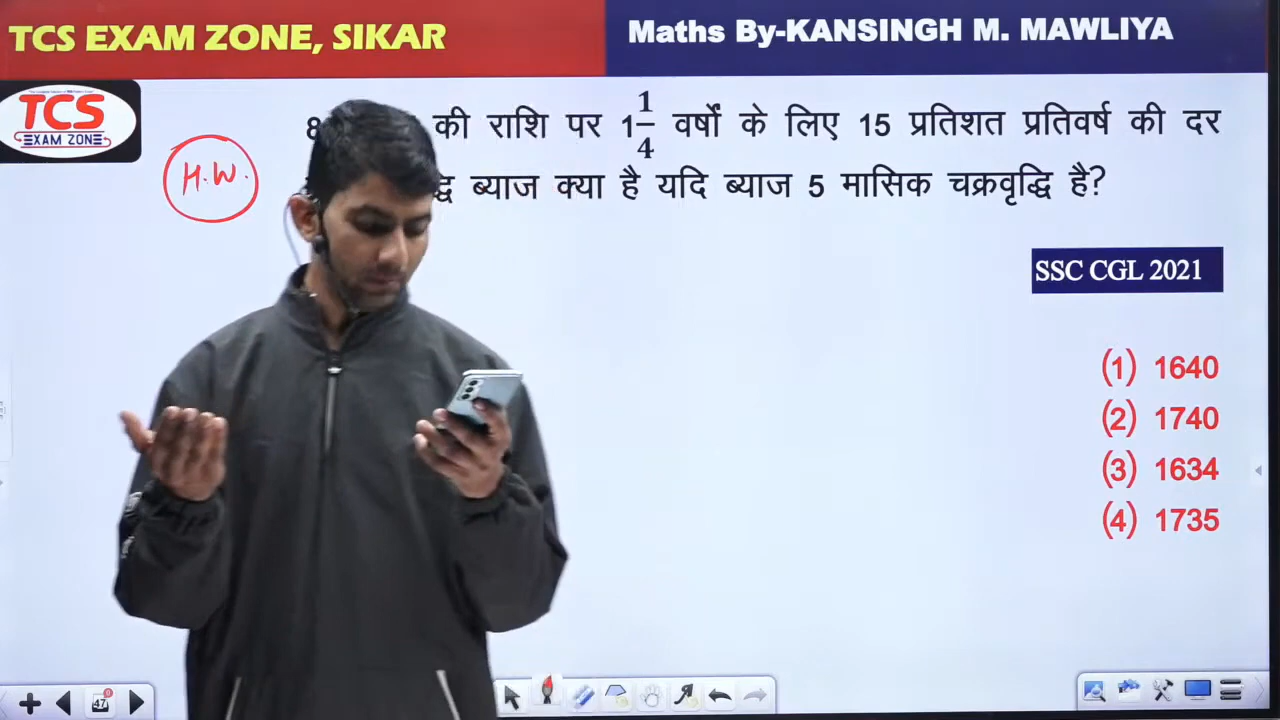 TCS EXAM ZONE, SIKAR
Maths By-KANSINGH M. MAWLIYA
TCS
EXAM ZONE
H.W.
की राशि पर 1 1/4 वर्षों के लिए 15 प्रतिशत प्रतिवर्ष की दर
ब्याज क्या है यदि ब्याज 5 मासिक चक्रवृद्धि है?
SSC CGL 2021
(1) 1640
(2) 1740
(3) 1634
(4) 1735
47